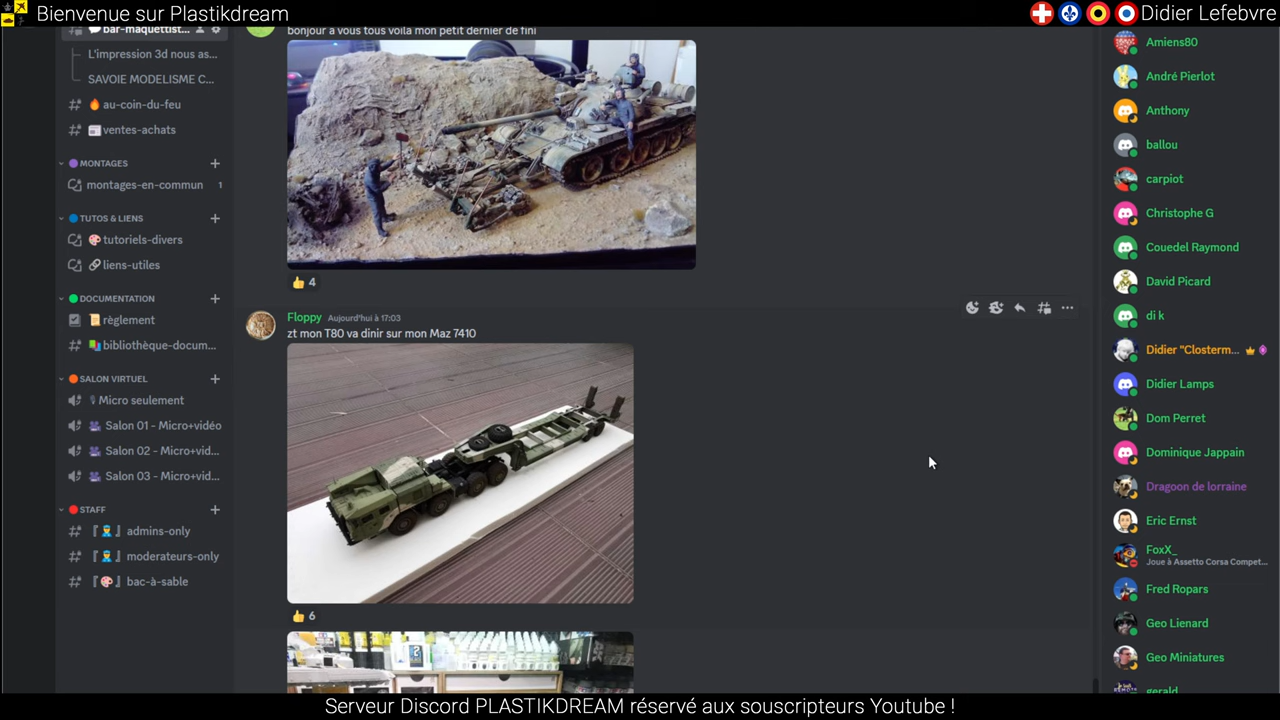 Bienvenue sur Plastikdream
Didier Lefebvre
bar-maquettist...
L'impression 3d nous as...
SAVOIE MODELISME C...
au-coin-du-feu
ventes-achats
MONTAGES
montages-en-commun 1
TUTOS & LIENS
tutoriels-divers
liens-utiles
DOCUMENTATION
règlement
bibliothèque-docum...
SALON VIRTUEL
Micro seulement
Salon 01 - Micro+vidéo
Salon 02 - Micro+vid...
Salon 03 - Micro+vid...
STAFF
『 』 admins-only
『 』 moderateurs-only
『 』 bac-à-sable
bonjour a vous tous voila mon petit dernier de fini
4
Floppy Aujourd'hui à 17:03
zt mon T80 va dinir sur mon Maz 7410
6
Amiens80
André Pierlot
Anthony
ballou
carpiot
Christophe G
Couedel Raymond
David Picard
di k
Didier "Closterm...
Didier Lamps
Dom Perret
Dominique Jappain
Dragoon de lorraine
Eric Ernst
FoxX_
Joue à Assetto Corsa Compet...
Fred Ropars
Geo Lienard
Geo Miniatures
gerald
Serveur Discord PLASTIKDREAM réservé aux souscripteurs Youtube !